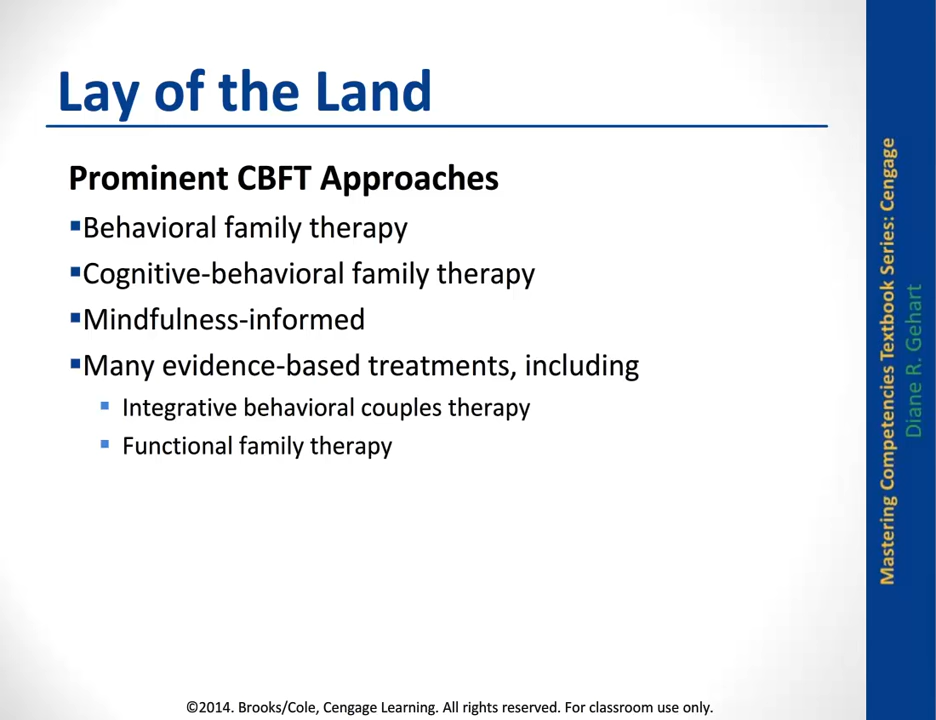 Lay of the Land
Prominent CBFT Approaches
▪Behavioral family therapy
▪Cognitive-behavioral family therapy
▪Mindfulness-informed
▪Many evidence-based treatments, including
▪ Integrative behavioral couples therapy
▪ Functional family therapy
©2014. Brooks/Cole, Cengage Learning. All rights reserved. For classroom use only.
Mastering Competencies Textbook Series: Cengage
Diane R. Gehart